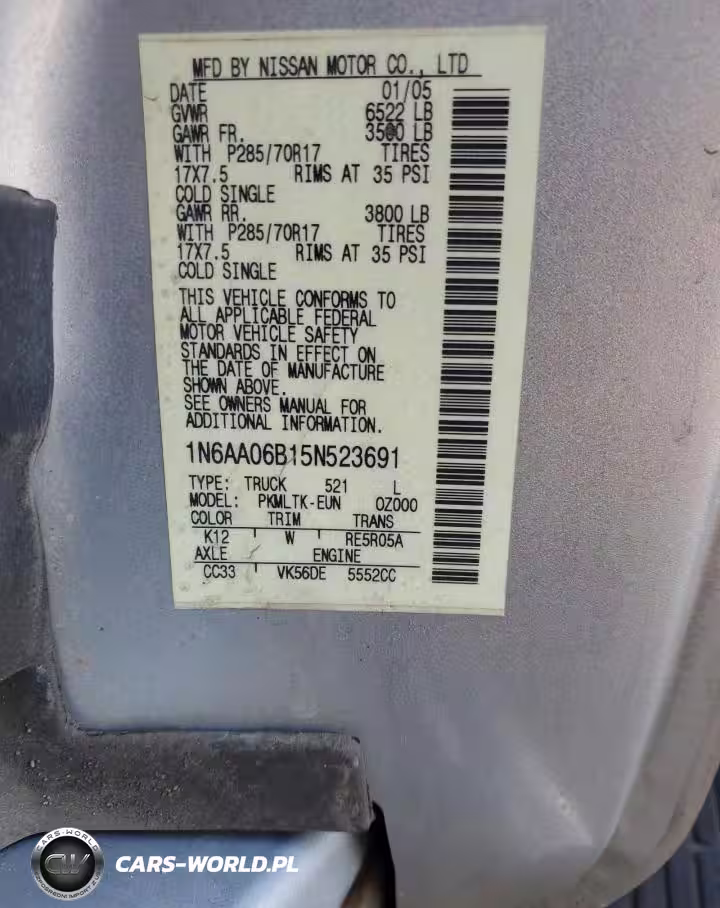 MFD BY NISSAN MOTOR CO., LTD
DATE 01/05
GVWR 6522 LB
GAWR FR. 3500 LB
WITH P285/70R17 TIRES
17X7.5 RIMS AT 35 PSI
COLD SINGLE
GAWR RR. 3800 LB
WITH P285/70R17 TIRES
17X7.5 RIMS AT 35 PSI
COLD SINGLE
THIS VEHICLE CONFORMS TO
ALL APPLICABLE FEDERAL
MOTOR VEHICLE SAFETY
STANDARDS IN EFFECT ON
THE DATE OF MANUFACTURE
SHOWN ABOVE.
SEE OWNERS MANUAL FOR
ADDITIONAL INFORMATION.
1N6AA06B15N523691
TYPE: TRUCK 521 L
MODEL: PKMLTK-EUN 0Z000
COLOR TRIM TRANS
K12 W RE5R05A
AXLE ENGINE
CC33 VK56DE 5552CC
CARS-WORLD
CW
CARS-WORLD.PL